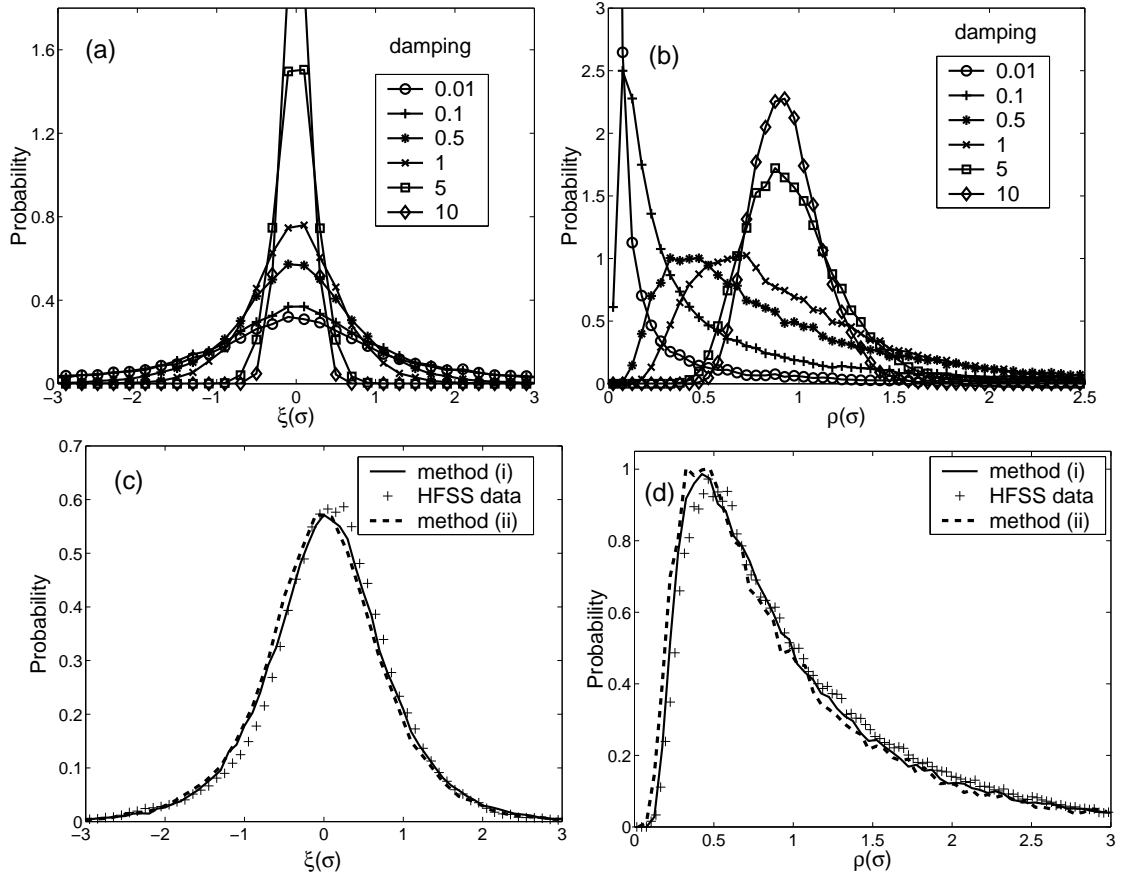 (a)
damping
0.01
0.1
0.5
1
5
10
Probability
1.6
1.2
0.8
0.4
0
−3 −2 −1 0 1 2 3
ξ(σ)
(b)
damping
0.01
0.1
0.5
1
5
10
Probability
3
2.5
2
1.5
1
0.5
0
0 0.5 1 1.5 2 2.5
ρ(σ)
(c)
method (i)
HFSS data
method (ii)
Probability
0.7
0.6
0.5
0.4
0.3
0.2
0.1
0
−3 −2 −1 0 1 2 3
ξ(σ)
(d)
method (i)
HFSS data
method (ii)
Probability
1
0.8
0.6
0.4
0.2
0
0 0.5 1 1.5 2 2.5 3
ρ(σ)